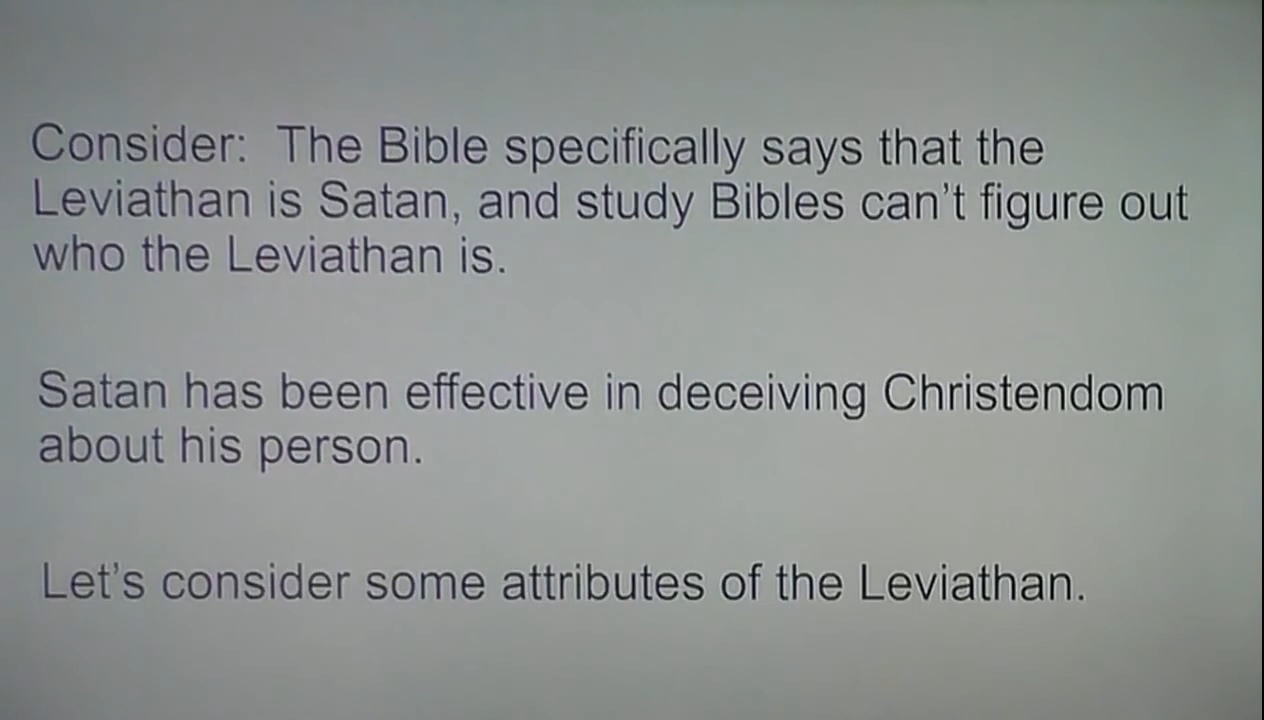 Consider:  The Bible specifically says that the
Leviathan is Satan, and study Bibles can't figure out
who the Leviathan is.
Satan has been effective in deceiving Christendom
about his person.
Let's consider some attributes of the Leviathan.